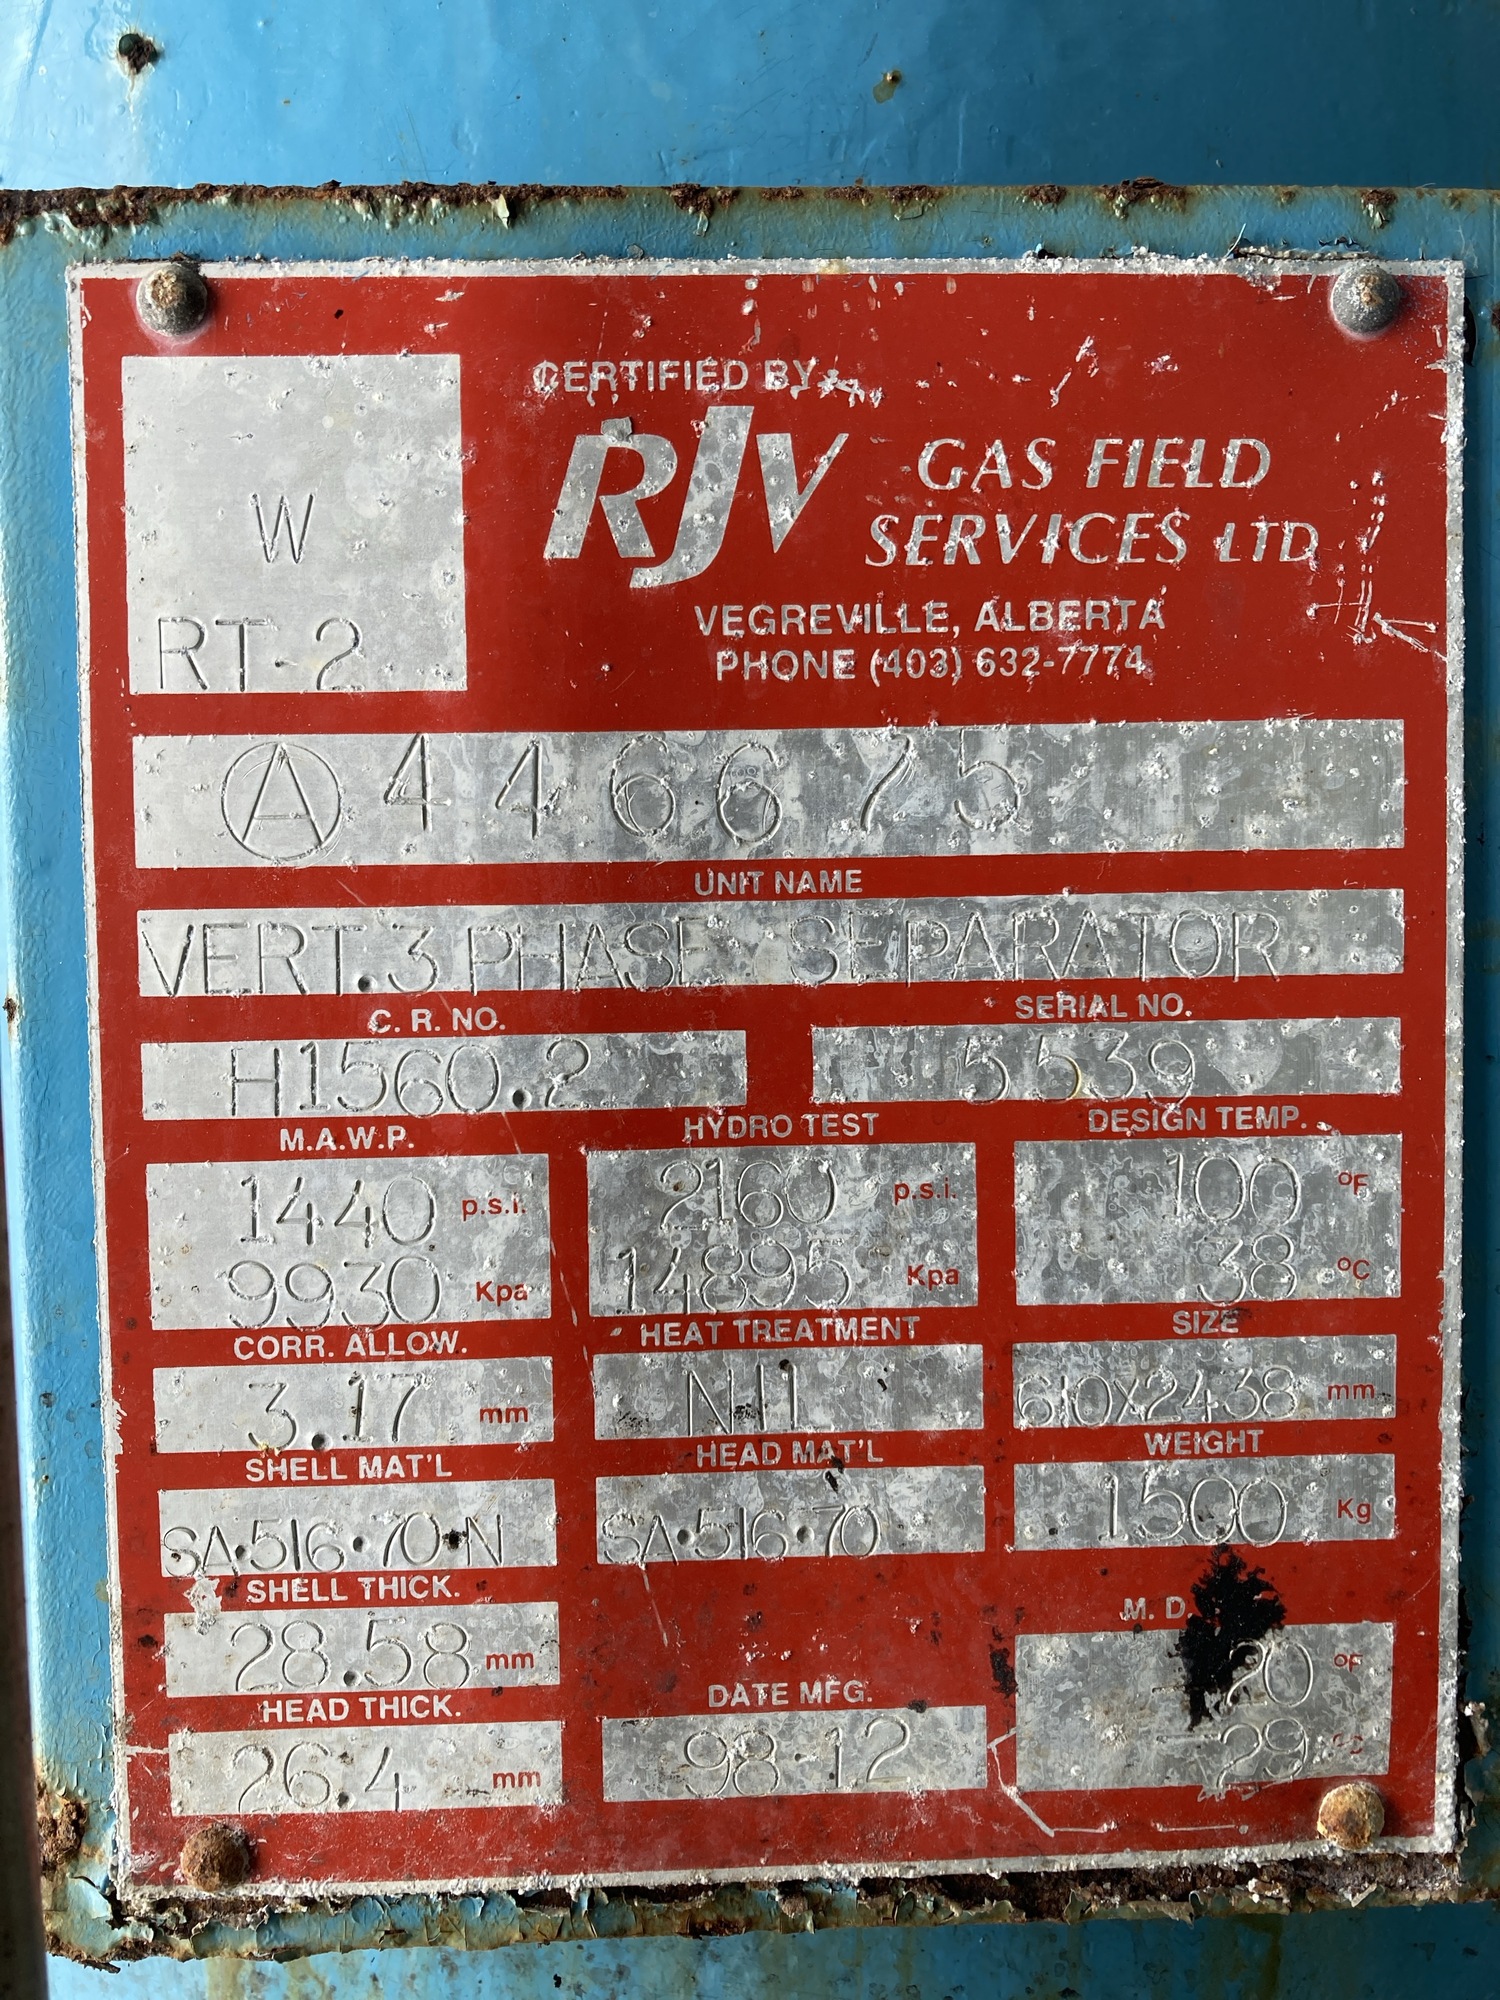 CERTIFIED BY
RJV GAS FIELD
SERVICES LTD
VEGREVILLE, ALBERTA
PHONE (403) 632-7774
W
RT-2
Ⓐ 446675
UNIT NAME
VERT. 3 PHASE SEPARATOR
C. R. NO.
H1560.2
SERIAL NO.
5539
M.A.W.P.
1440 p.s.i.
9930 Kpa
HYDRO TEST
2160 p.s.i.
14895 Kpa
DESIGN TEMP.
100 °F
38 °C
CORR. ALLOW.
3.17 mm
HEAT TREATMENT
NIL
SIZE
610X2438 mm
SHELL MAT'L
SA·516·70·N
HEAD MAT'L
SA·516·70
WEIGHT
1500 Kg
SHELL THICK.
28.58 mm
HEAD THICK.
26.4 mm
DATE MFG.
98-12
M. D.
-20 °F
-29 °C